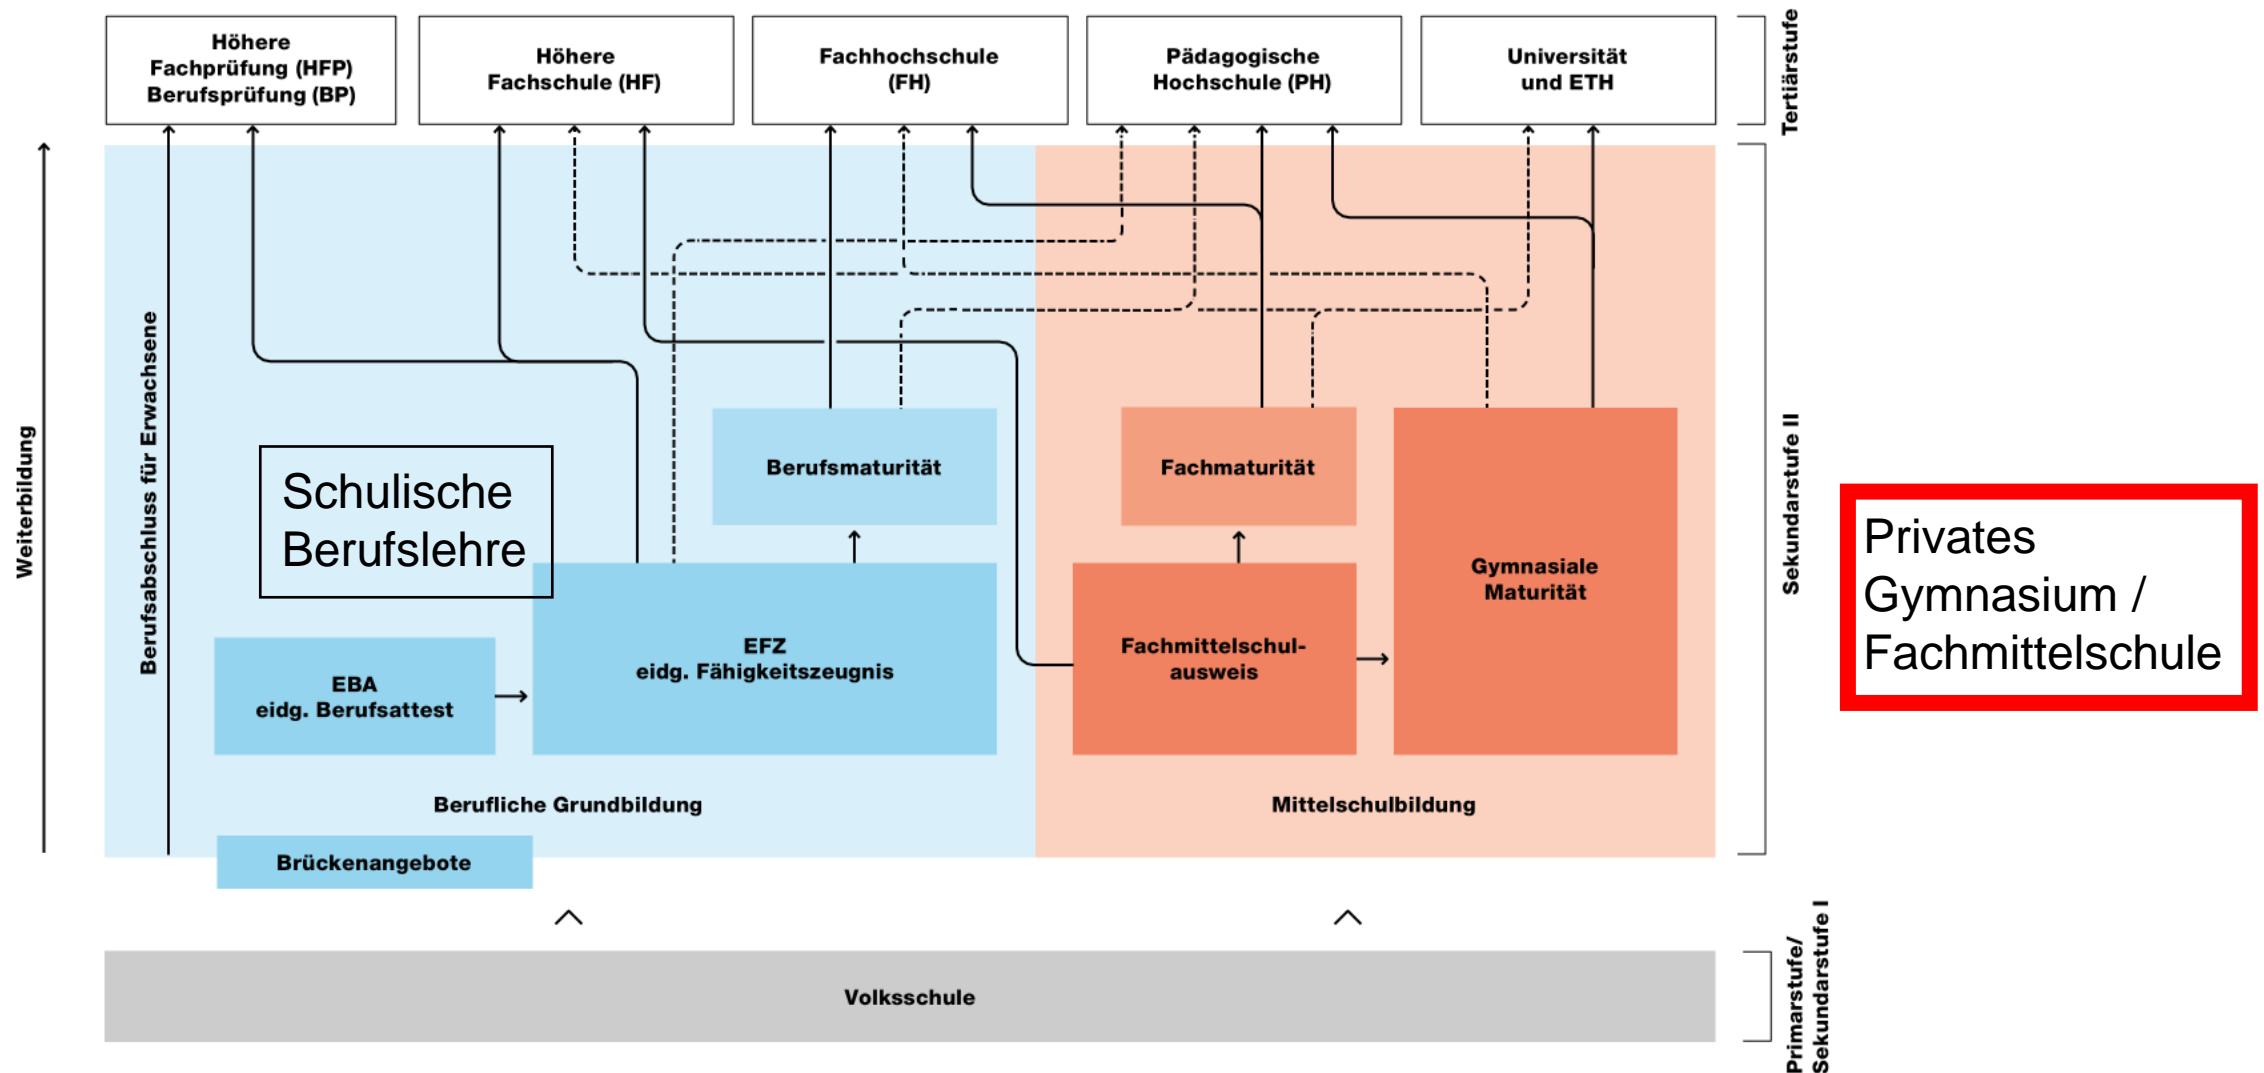 Höhere
Fachprüfung (HFP)
Berufsprüfung (BP)
Höhere
Fachschule (HF)
Fachhochschule
(FH)
Pädagogische
Hochschule (PH)
Universität
und ETH
Tertiärstufe
Weiterbildung
Berufsabschluss für Erwachsene
Schulische
Berufslehre
Berufsmaturität
Fachmaturität
Gymnasiale
Maturität
EBA
eidg. Berufsattest
EFZ
eidg. Fähigkeitszeugnis
Fachmittelschul-
ausweis
Sekundarstufe II
Privates
Gymnasium /
Fachmittelschule
Berufliche Grundbildung
Mittelschulbildung
Brückenangebote
Volksschule
Primarstufe/
Sekundarstufe I